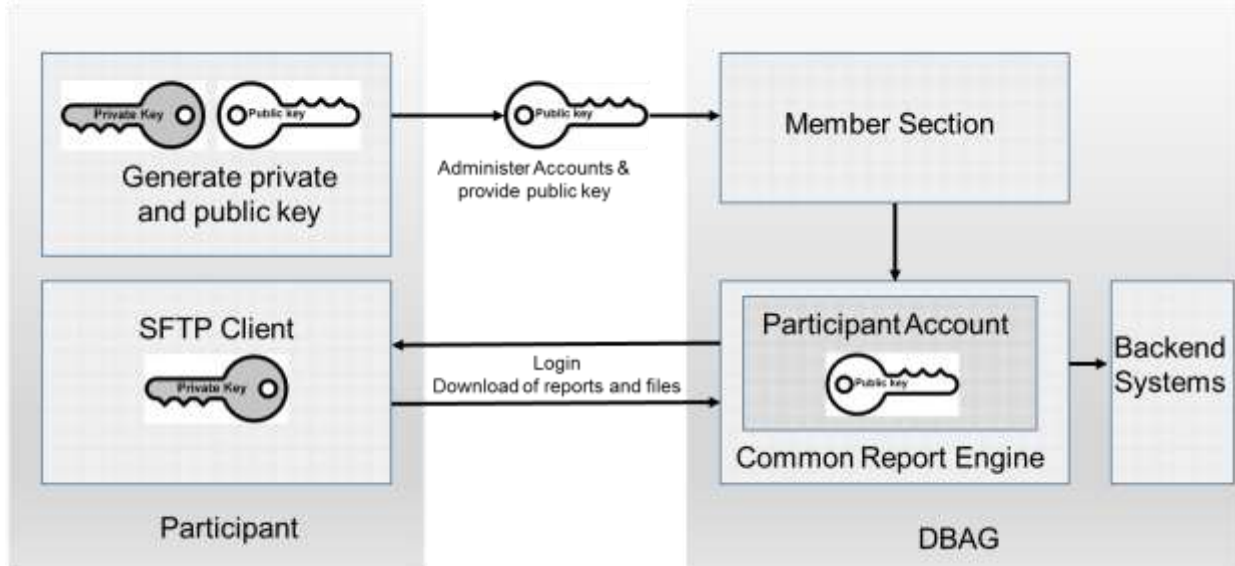 Private Key
Public key
Generate private
and public key
Public key
Administer Accounts &
provide public key
Member Section
SFTP Client
Private Key
Login
Download of reports and files
Participant Account
Public key
Common Report Engine
Backend
Systems
Participant
DBAG